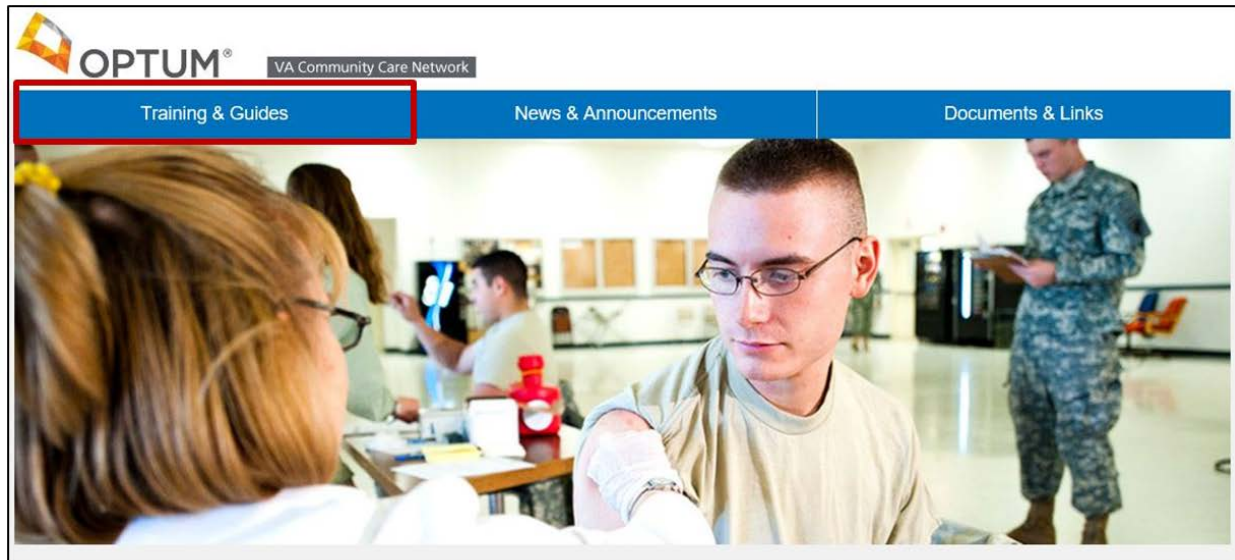 OPTUM®
VA Community Care Network
Training & Guides
News & Announcements
Documents & Links